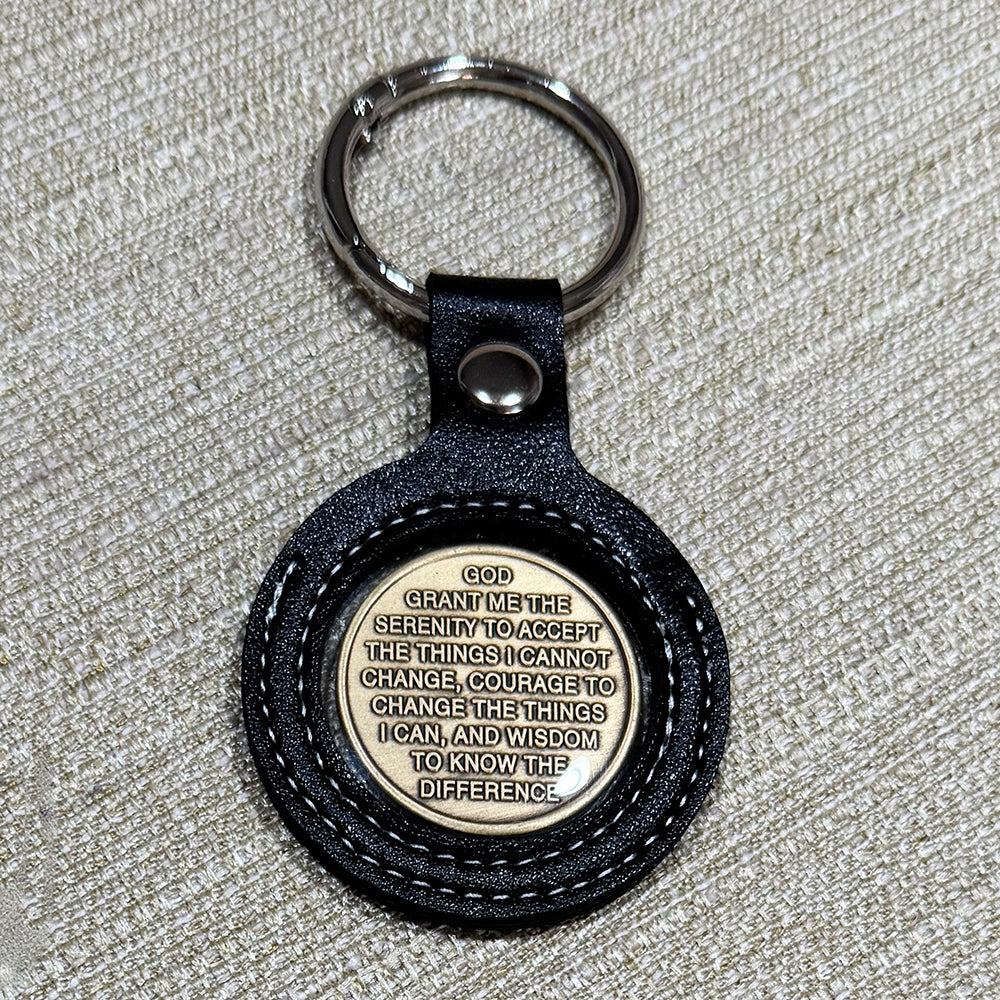 GOD
GRANT ME THE
SERENITY TO ACCEPT
THE THINGS I CANNOT
CHANGE, COURAGE TO
CHANGE THE THINGS
I CAN, AND WISDOM
TO KNOW THE
DIFFERENCE